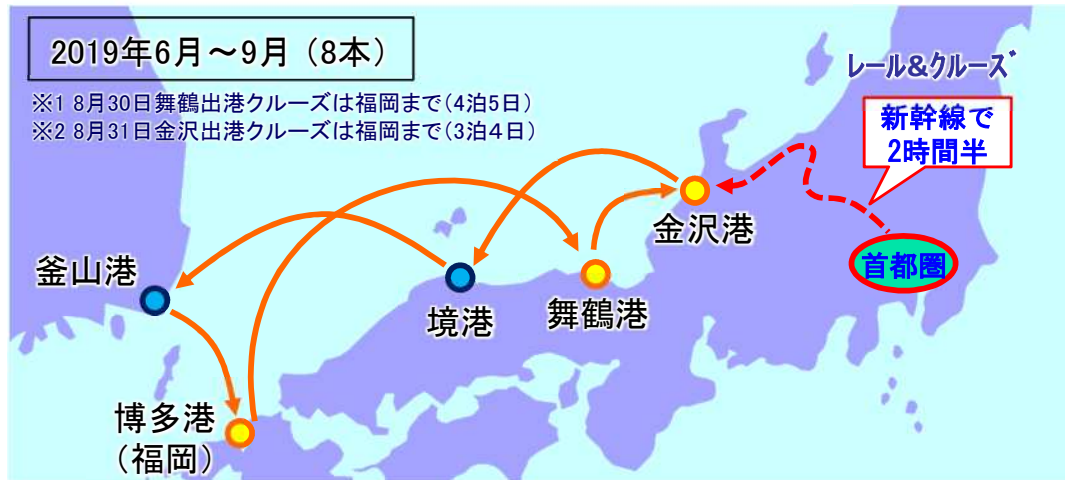 2019年6月～9月（8本）
※1 8月30日舞鶴出港クルーズは福岡まで（4泊5日）
※2 8月31日金沢出港クルーズは福岡まで（3泊４日）
レール&クルーズ
新幹線で
2時間半
金沢港
首都圏
釜山港
境港
舞鶴港
博多港
（福岡）